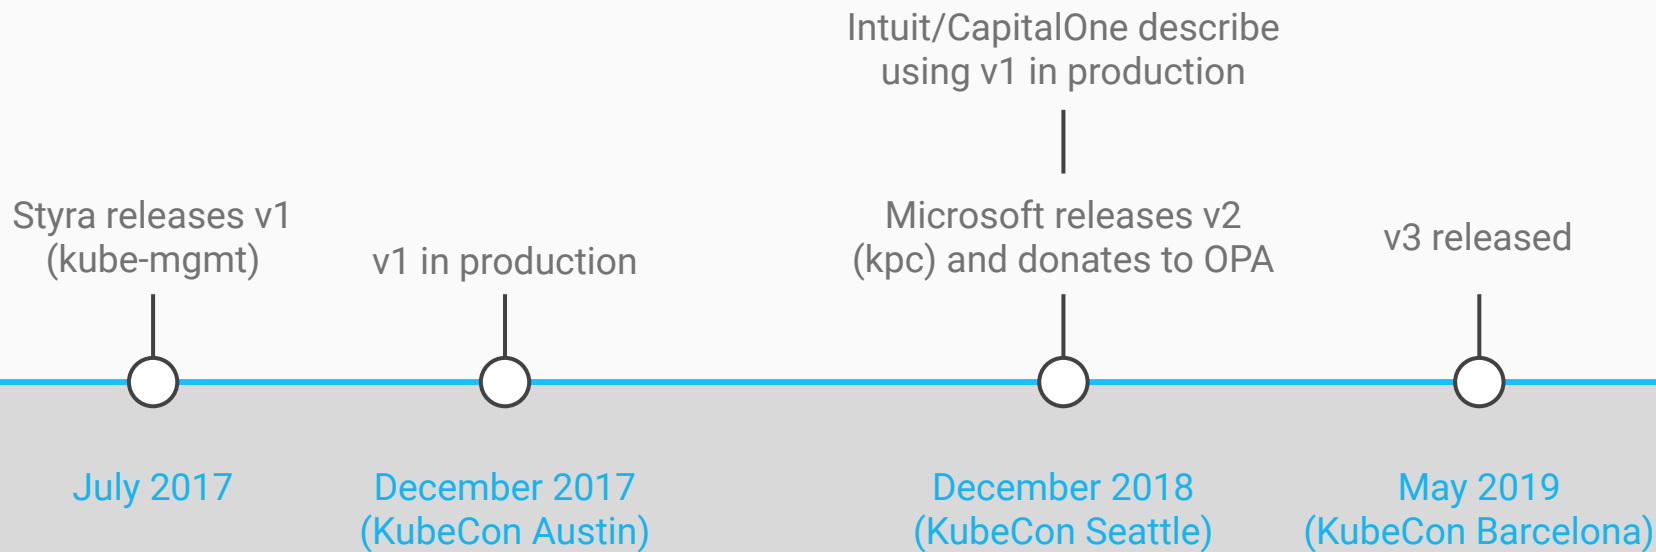 Intuit/CapitalOne describe
using v1 in production
Styra releases v1
(kube-mgmt)
v1 in production
Microsoft releases v2
(kpc) and donates to OPA
v3 released
July 2017
December 2017
(KubeCon Austin)
December 2018
(KubeCon Seattle)
May 2019
(KubeCon Barcelona)